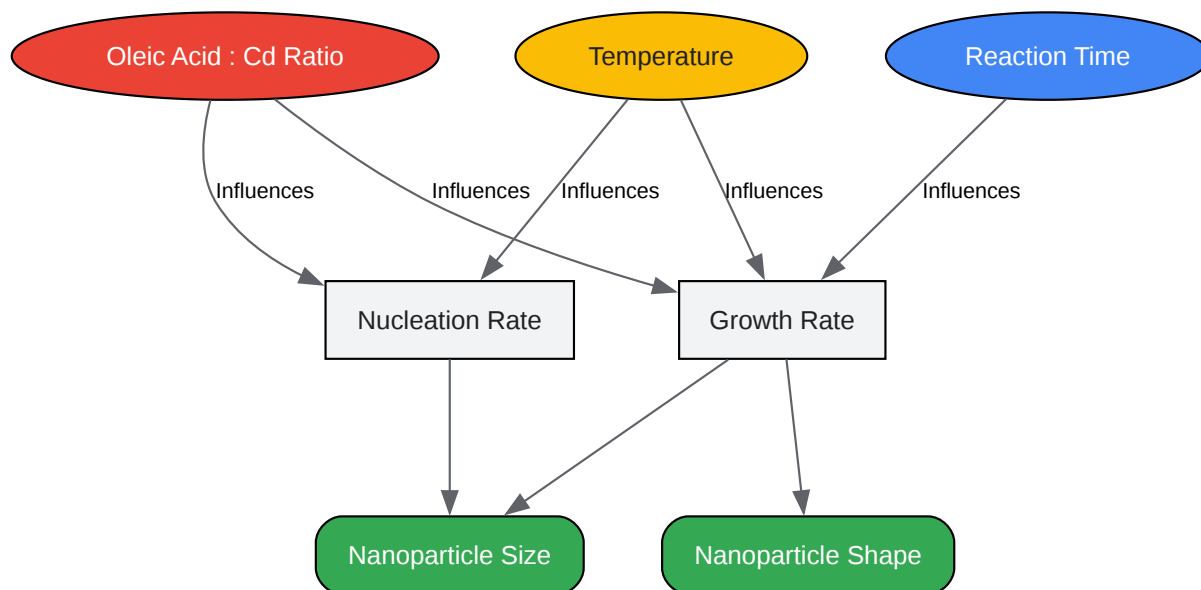 Oleic Acid : Cd Ratio
Temperature
Reaction Time
Influences
Influences
Influences
Influences
Influences
Nucleation Rate
Growth Rate
Nanoparticle Size
Nanoparticle Shape